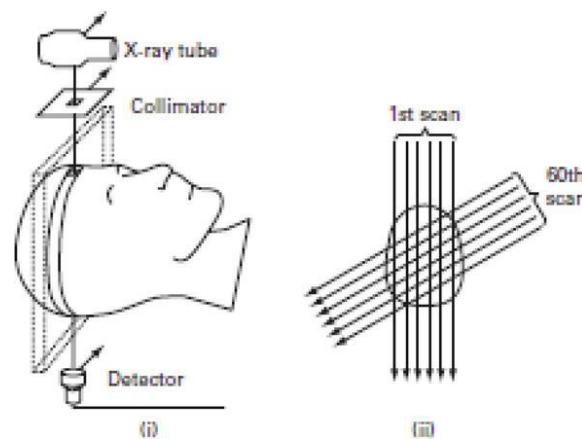 X-ray tube
Collimator
Detector
(i)
1st scan
60th
scan
(ii)